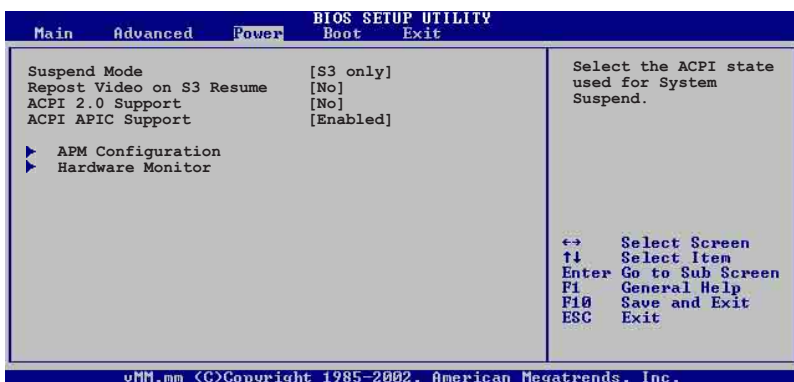 BIOS SETUP UTILITY
Main Advanced Power Boot Exit
Suspend Mode [S3 only]
Repost Video on S3 Resume [No]
ACPI 2.0 Support [No]
ACPI APIC Support [Enabled]
APM Configuration
Hardware Monitor
Select the ACPI state
used for System
Suspend.
←→ Select Screen
↑↓ Select Item
Enter Go to Sub Screen
F1 General Help
F10 Save and Exit
ESC Exit
vMM.mm (C)Copyright 1985-2002, American Megatrends, Inc.